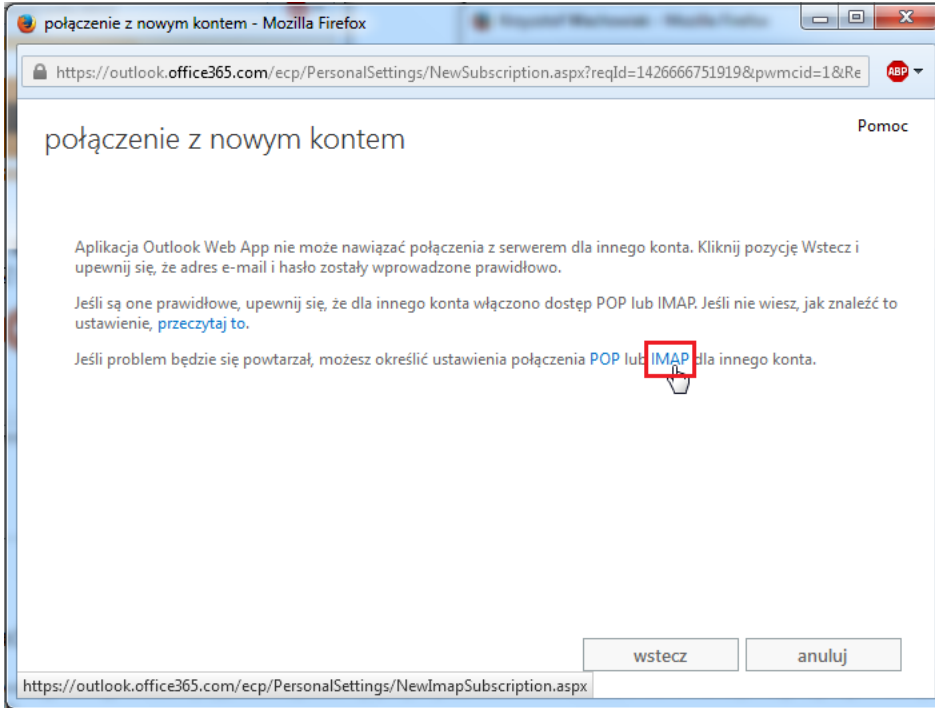 połączenie z nowym kontem - Mozilla Firefox
https://outlook.office365.com/ecp/PersonalSettings/NewSubscription.aspx?reqId=1426666751919&pwmcid=1&Re
ABP
Pomoc
połączenie z nowym kontem
Aplikacja Outlook Web App nie może nawiązać połączenia z serwerem dla innego konta. Kliknij pozycję Wstecz i
upewnij się, że adres e-mail i hasło zostały wprowadzone prawidłowo.
Jeśli są one prawidłowe, upewnij się, że dla innego konta włączono dostęp POP lub IMAP. Jeśli nie wiesz, jak znaleźć to
ustawienie, przeczytaj to.
Jeśli problem będzie się powtarzał, możesz określić ustawienia połączenia POP lub IMAP dla innego konta.
wstecz
anuluj
https://outlook.office365.com/ecp/PersonalSettings/NewImapSubscription.aspx